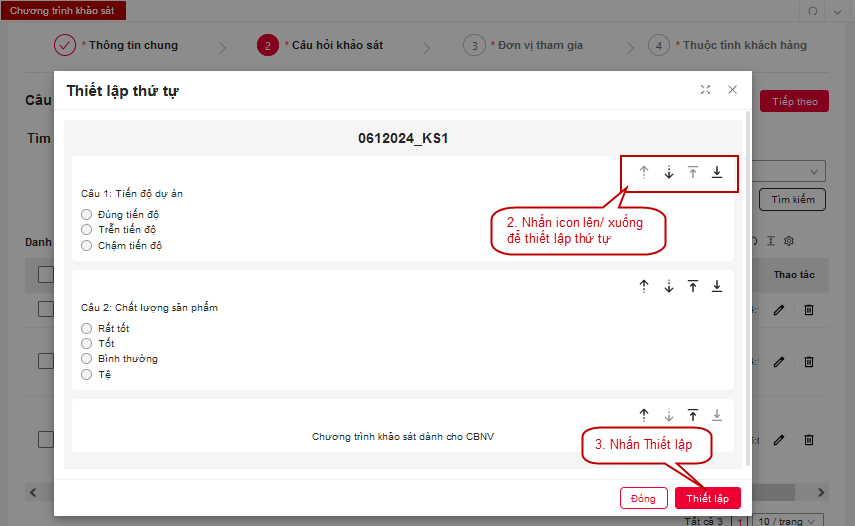 Chương trình khảo sát
* Thông tin chung
2 * Câu hỏi khảo sát
3 * Đơn vị tham gia
4 * Thuộc tình khách hàng
Câu
Tiếp theo
Thiết lập thứ tự
Tìm
0612024_KS1
Câu 1: Tiến độ dự án
Đúng tiến độ
Trễn tiến độ
Chậm tiến độ
2. Nhấn icon lên/ xuống
để thiết lập thứ tự
Tìm kiếm
Danh
Thao tác
Câu 2: Chất lượng sản phẩm
Rất tốt
Tốt
Bình thường
Tệ
Chương trình khảo sát dành cho CBNV
3. Nhấn Thiết lập
Đóng
Thiết lập
Tất cả 3
1
10 / trang